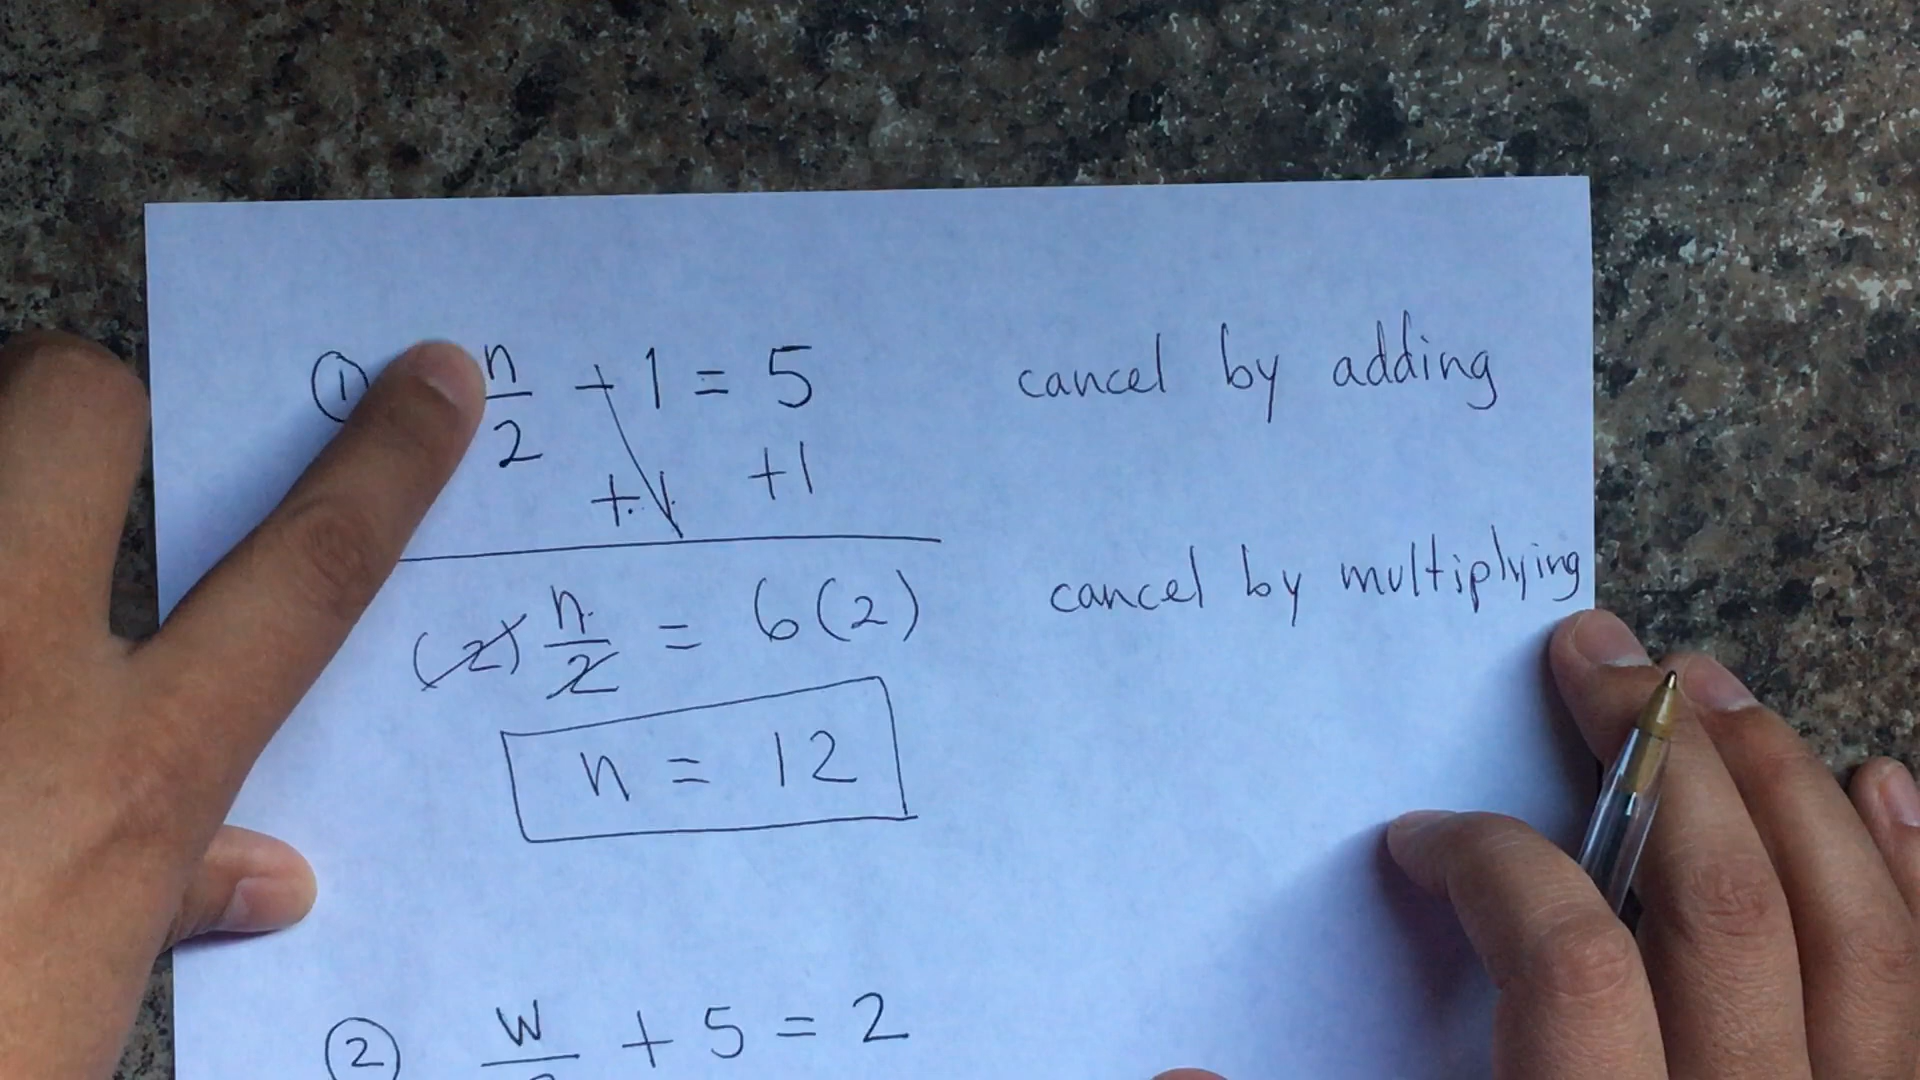 ① n/2 - 1 = 5 cancel by adding
+1 +1
(2) n/2 = 6(2) cancel by multiplying
n = 12
② w + 5 = 2